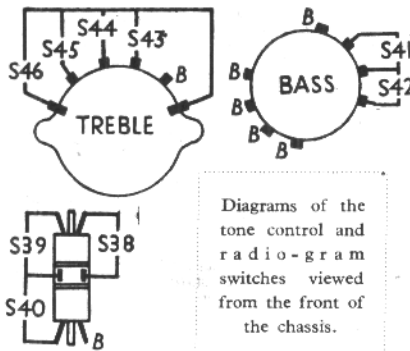 S44
S45 S43
S46 B
TREBLE
B
S41
B BASS
S42
B
B
B
S39 S38
S40
B
Diagrams of the
tone control and
radio-gram
switches viewed
from the front of
the chassis.